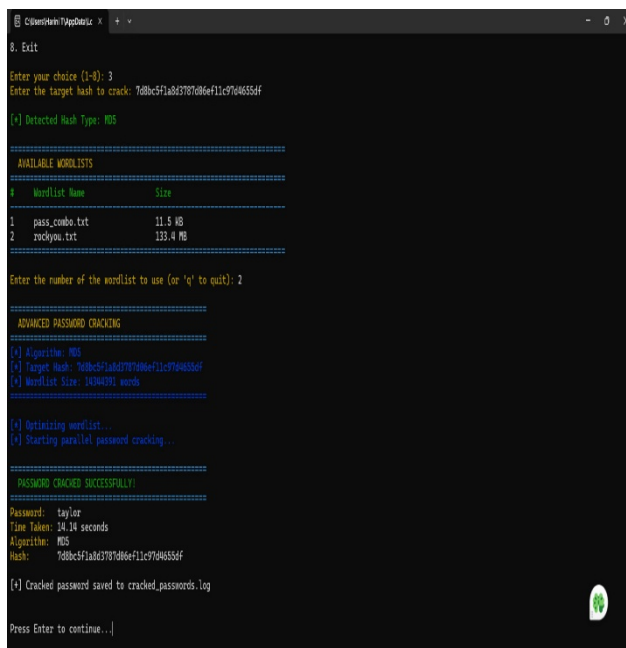 C:\Users\Harini T\AppData\Lc
8. Exit
Enter your choice (1-8): 3
Enter the target hash to crack: 7d8bc5f1a8d3787d06ef11c97d4655df
[+] Detected Hash Type: MD5
AVAILABLE WORDLISTS
# Wordlist Name Size
1 pass_combo.txt 11.5 KB
2 rockyou.txt 133.4 MB
Enter the number of the wordlist to use (or 'q' to quit): 2
ADVANCED PASSWORD CRACKING
[*] Algorithm: MD5
[*] Target Hash: 7d8bc5f1a8d3787d06ef11c97d4655df
[*] Wordlist Size: 14344391 words
[*] Optimizing wordlist...
[*] Starting parallel password cracking...
PASSWORD CRACKED SUCCESSFULLY!
Password: taylor
Time Taken: 14.14 seconds
Algorithm: MD5
Hash: 7d8bc5f1a8d3787d06ef11c97d4655df
[+] Cracked password saved to cracked_passwords.log
Press Enter to continue...